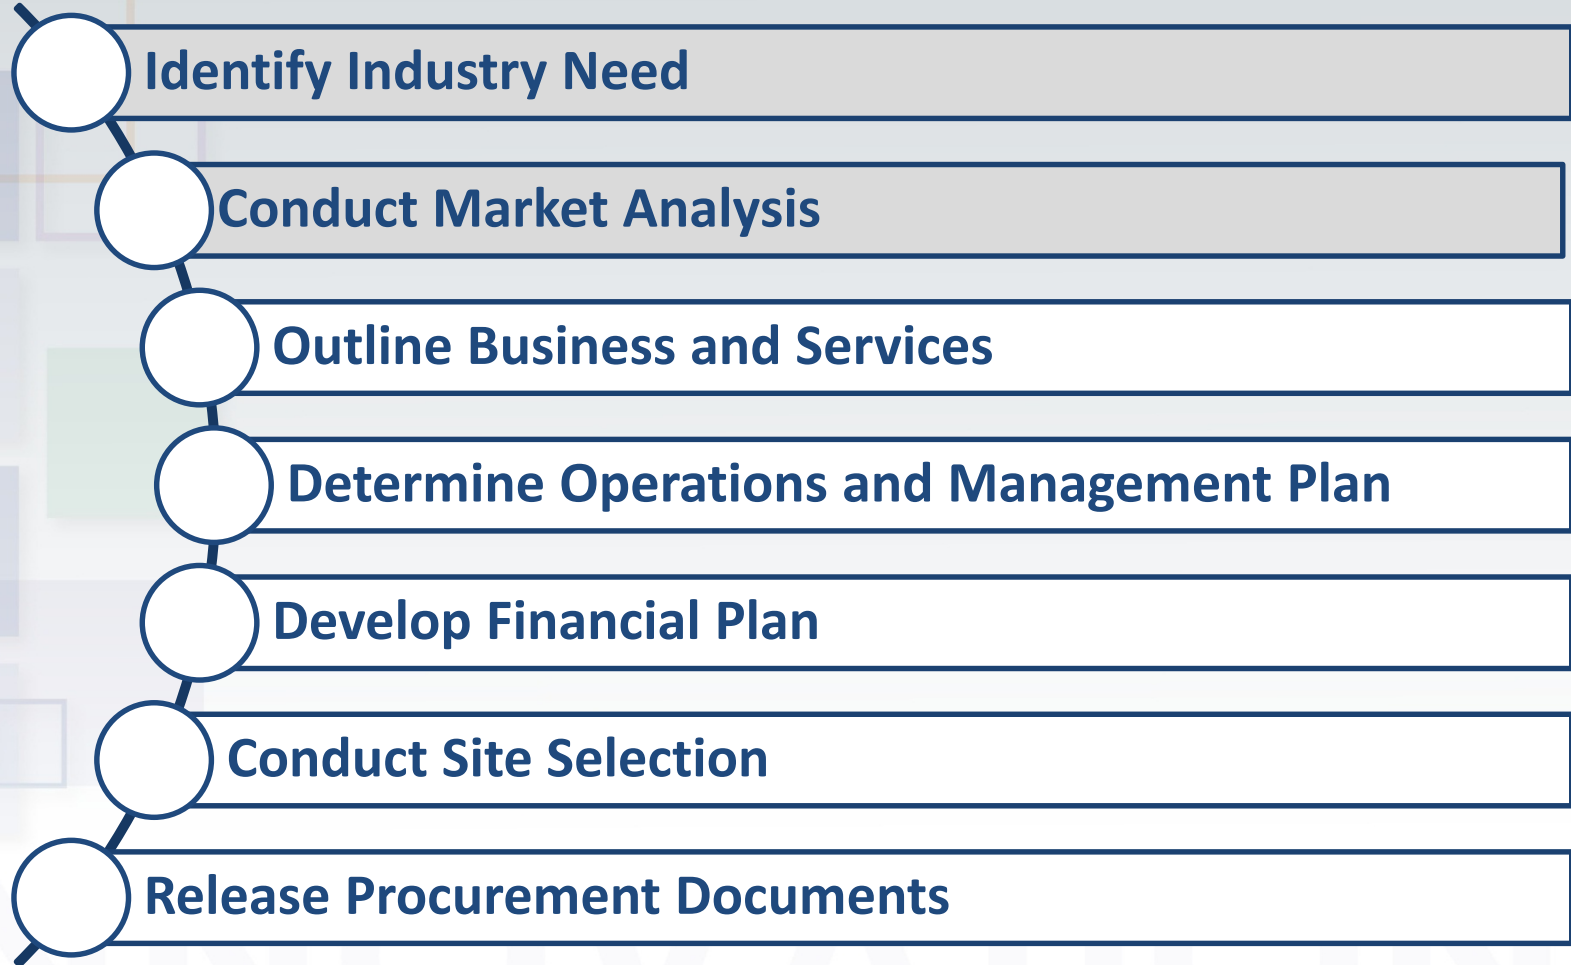 Identify Industry Need
Conduct Market Analysis
Outline Business and Services
Determine Operations and Management Plan
Develop Financial Plan
Conduct Site Selection
Release Procurement Documents